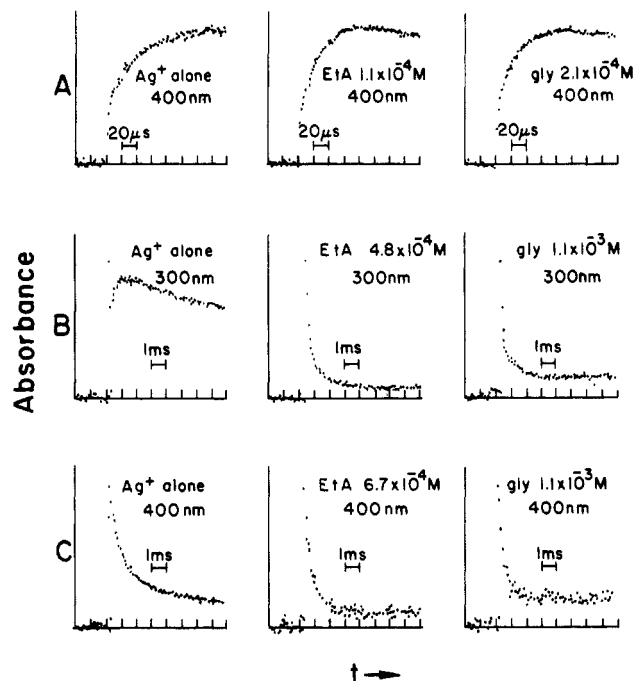 A
Ag⁺ alone
400nm
20μs
EtA 1.1x10⁻⁴M
400nm
20μs
gly 2.1x10⁻⁴M
400nm
20μs
Absorbance
B
Ag⁺ alone
300nm
1ms
EtA 4.8x10⁻⁴M
300nm
1ms
gly 1.1x10⁻³M
300nm
1ms
C
Ag⁺ alone
400nm
1ms
EtA 6.7x10⁻⁴M
400nm
1ms
gly 1.1x10⁻³M
400nm
1ms
t →